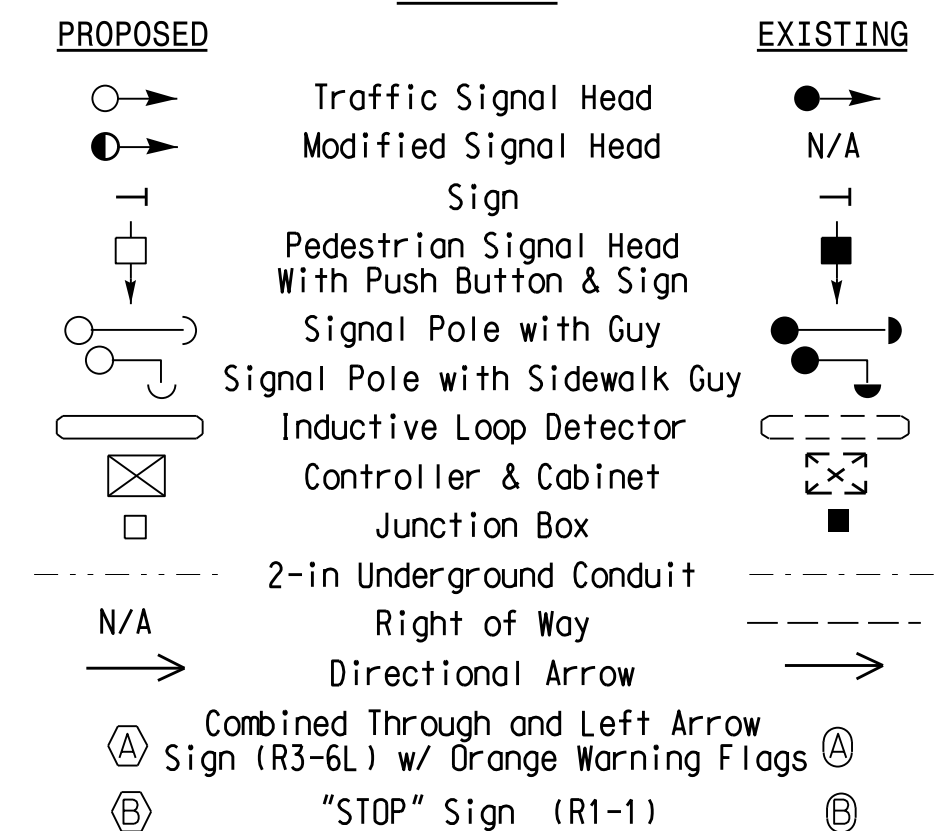 PROPOSED EXISTING
Traffic Signal Head
Modified Signal Head N/A
Sign
Pedestrian Signal Head
With Push Button & Sign
Signal Pole with Guy
Signal Pole with Sidewalk Guy
Inductive Loop Detector
Controller & Cabinet
Junction Box
2-in Underground Conduit
N/A Right of Way
Directional Arrow
Combined Through and Left Arrow
A Sign (R3-6L) w/ Orange Warning Flags A
B "STOP" Sign (R1-1) B